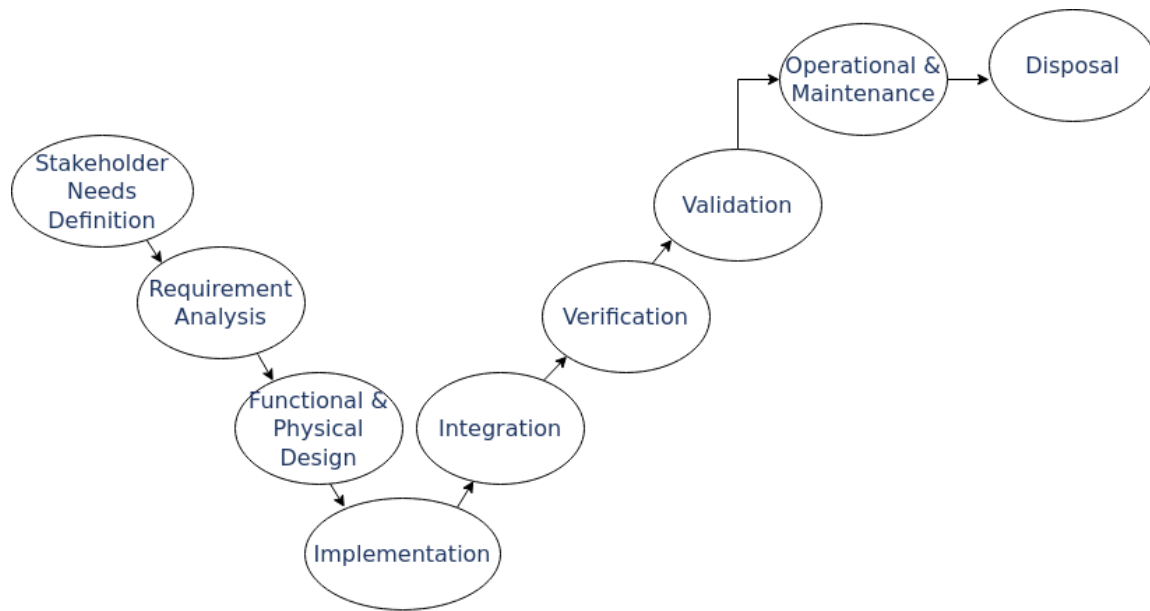 Stakeholder
Needs
Definition
Requirement
Analysis
Functional &
Physical
Design
Implementation
Integration
Verification
Validation
Operational &
Maintenance
Disposal